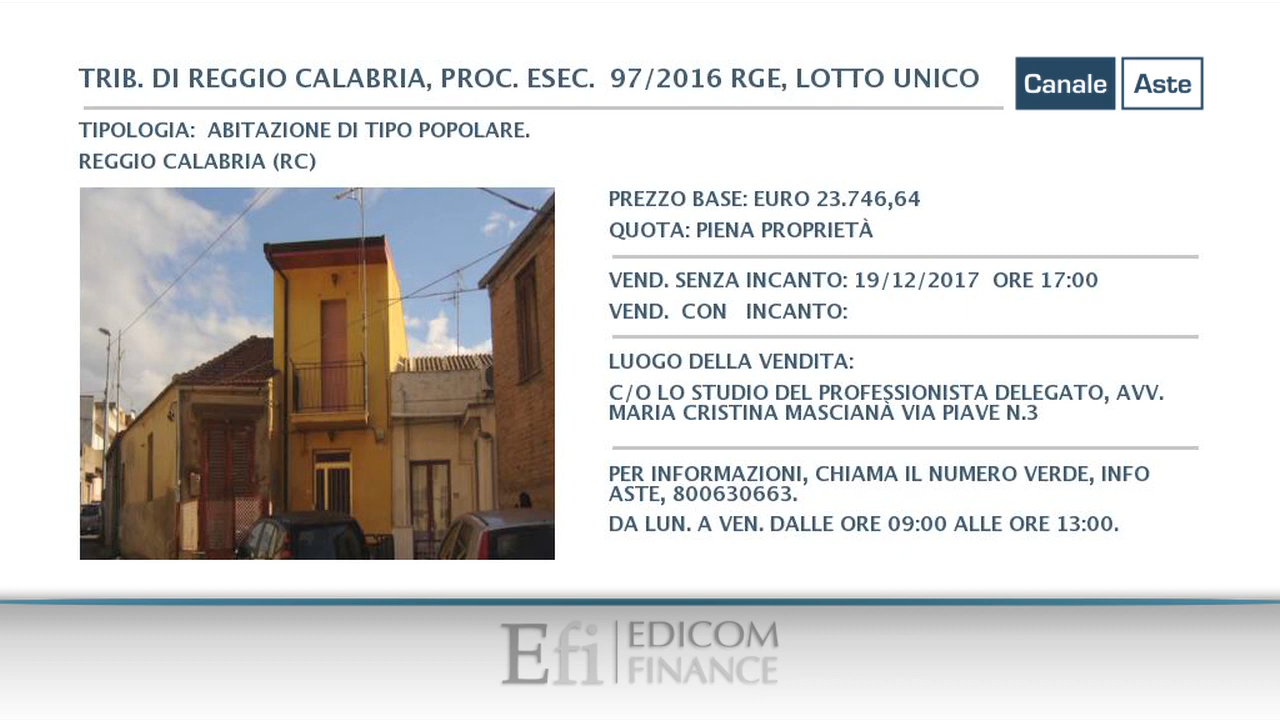 TRIB. DI REGGIO CALABRIA, PROC. ESEC.  97/2016 RGE, LOTTO UNICO
Canale Aste
TIPOLOGIA:  ABITAZIONE DI TIPO POPOLARE.
REGGIO CALABRIA (RC)
PREZZO BASE: EURO 23.746,64
QUOTA: PIENA PROPRIETÀ
VEND. SENZA INCANTO: 19/12/2017  ORE 17:00
VEND.  CON   INCANTO:
LUOGO DELLA VENDITA:
C/O LO STUDIO DEL PROFESSIONISTA DELEGATO, AVV.
MARIA CRISTINA MASCIANÀ VIA PIAVE N.3
PER INFORMAZIONI, CHIAMA IL NUMERO VERDE, INFO
ASTE, 800630663.
DA LUN. A VEN. DALLE ORE 09:00 ALLE ORE 13:00.
Efi EDICOM
FINANCE